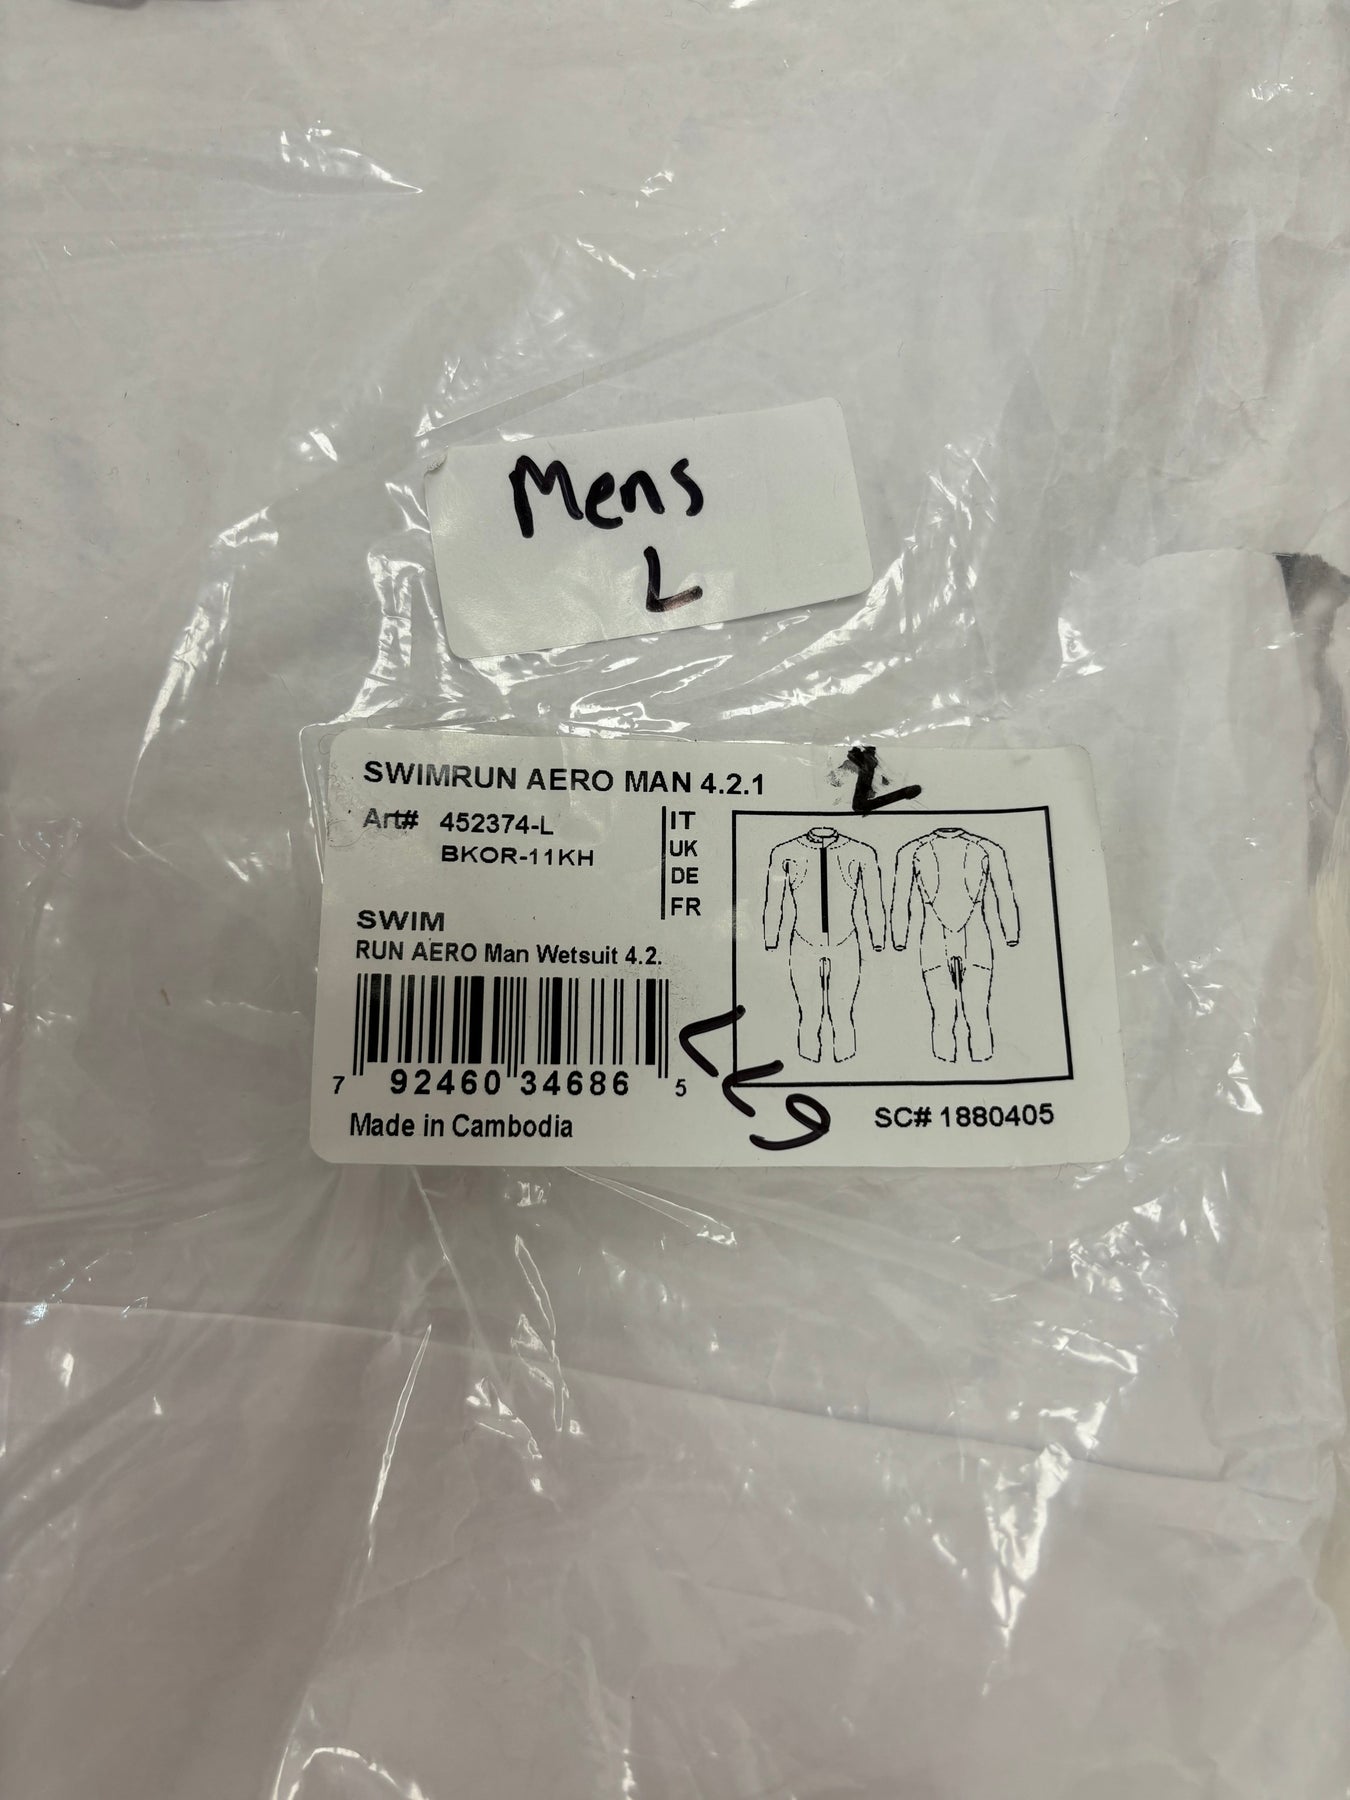 Mens
L
SWIMRUN AERO MAN 4.2.1
L
Art# 452374-L
BKOR-11KH
IT
UK
DE
FR
SWIM
RUN AERO Man Wetsuit 4.2.
7 92460 34686 5
Made in Cambodia
SC# 1880405